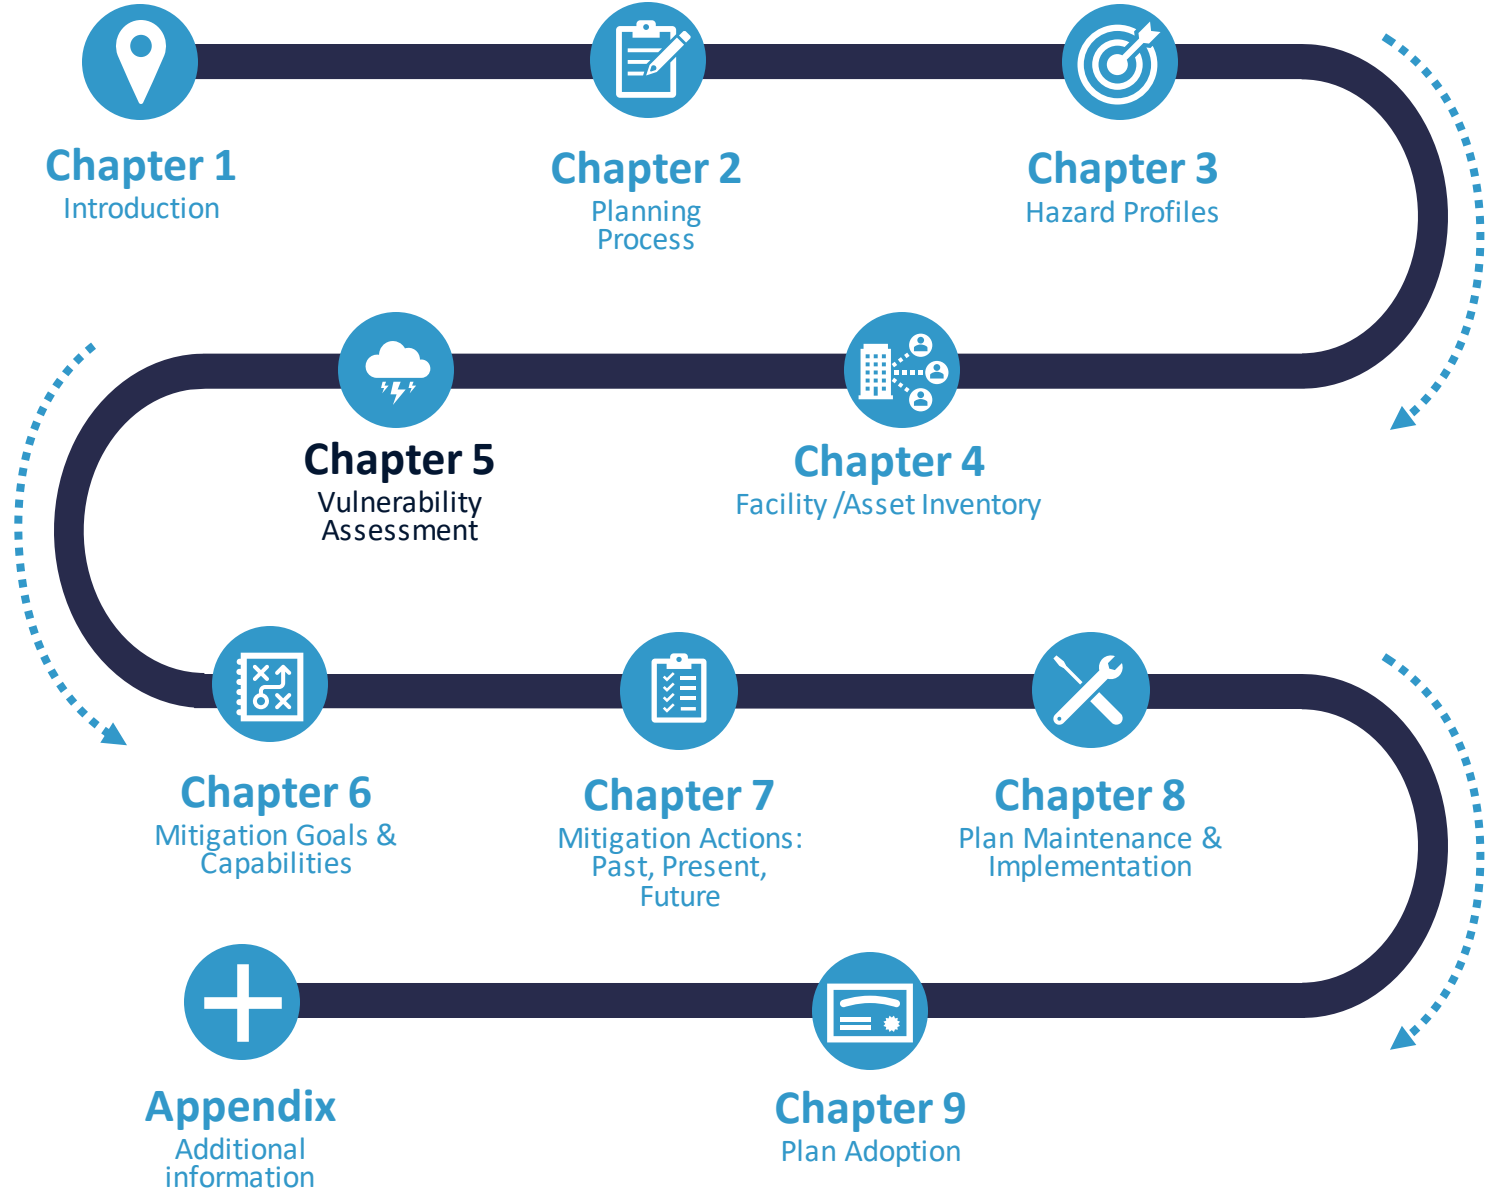 Chapter 1
Introduction
Chapter 2
Planning
Process
Chapter 3
Hazard Profiles
Chapter 4
Facility /Asset Inventory
Chapter 5
Vulnerability
Assessment
Chapter 6
Mitigation Goals &
Capabilities
Chapter 7
Mitigation Actions:
Past, Present,
Future
Chapter 8
Plan Maintenance &
Implementation
Chapter 9
Plan Adoption
Appendix
Additional
information